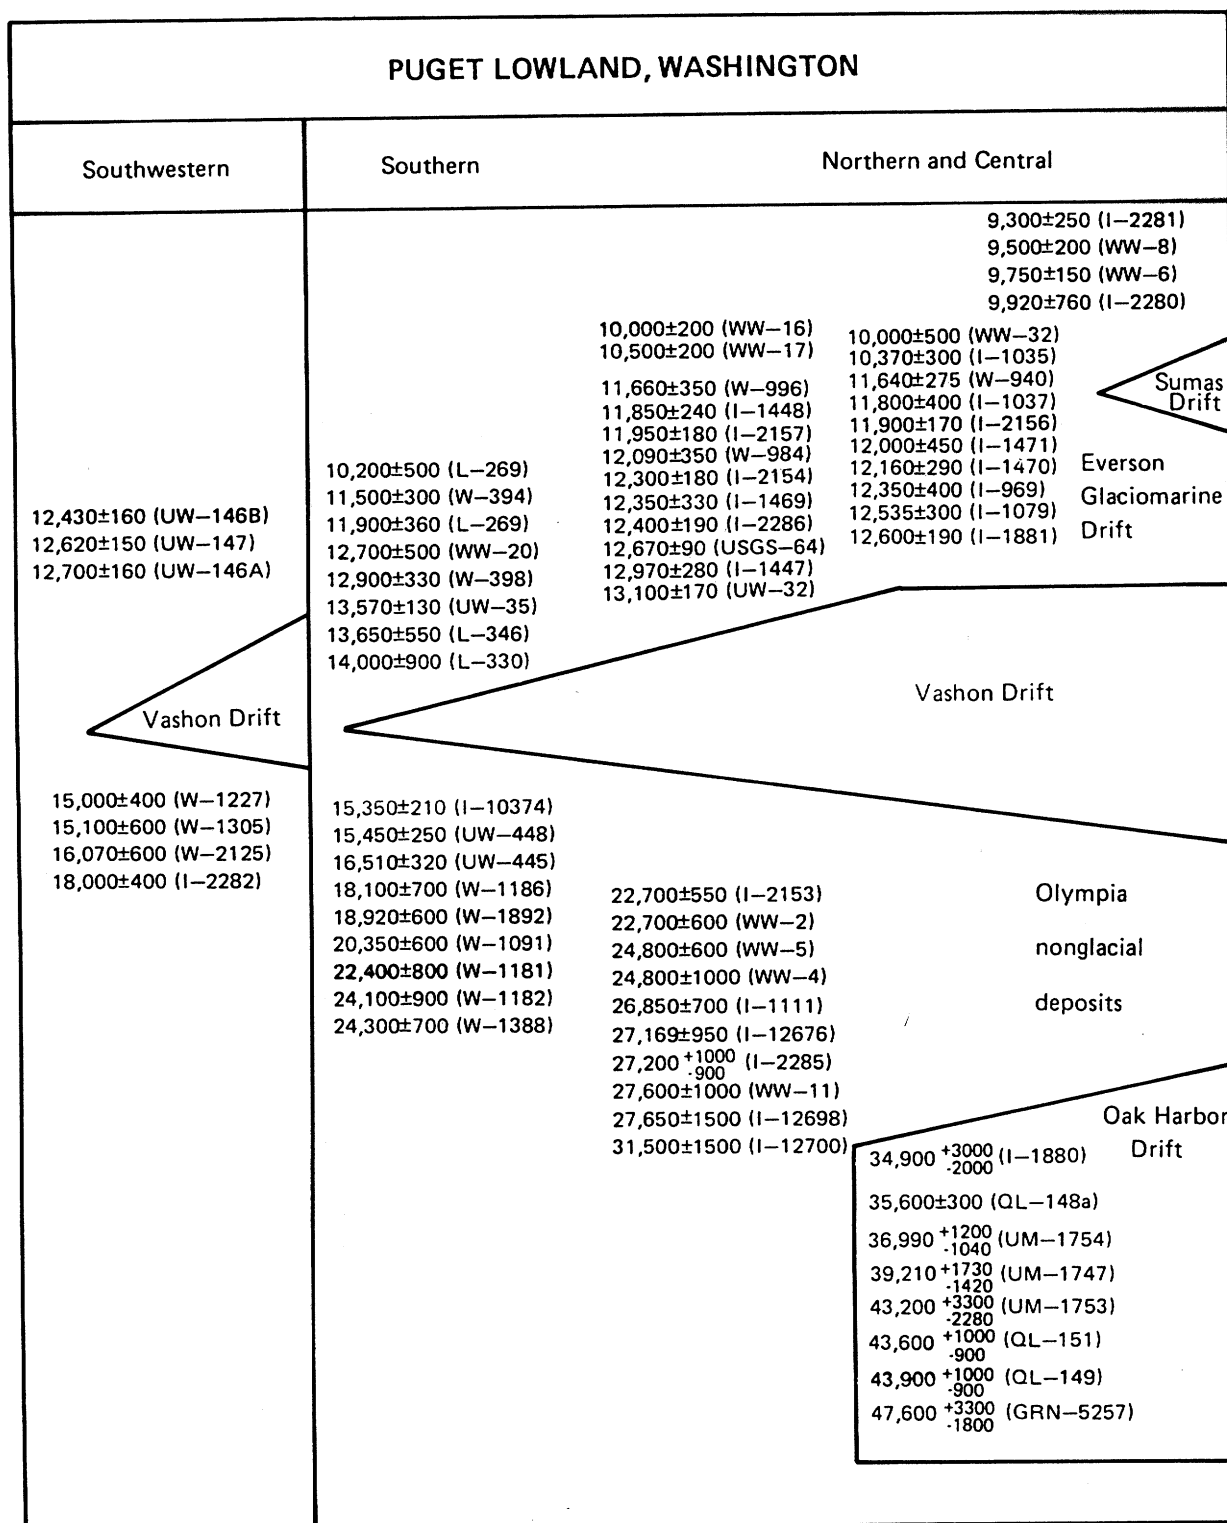 PUGET LOWLAND, WASHINGTON
Southwestern
Southern
Northern and Central
12,430±160 (UW–146B)
12,620±150 (UW–147)
12,700±160 (UW–146A)
Vashon Drift
15,000±400 (W–1227)
15,100±600 (W–1305)
16,070±600 (W–2125)
18,000±400 (I–2282)
10,200±500 (L–269)
11,500±300 (W–394)
11,900±360 (L–269)
12,700±500 (WW–20)
12,900±330 (W–398)
13,570±130 (UW–35)
13,650±550 (L–346)
14,000±900 (L–330)
15,350±210 (I–10374)
15,450±250 (UW–448)
16,510±320 (UW–445)
18,100±700 (W–1186)
18,920±600 (W–1892)
20,350±600 (W–1091)
22,400±800 (W–1181)
24,100±900 (W–1182)
24,300±700 (W–1388)
9,300±250 (I–2281)
9,500±200 (WW–8)
9,750±150 (WW–6)
9,920±760 (I–2280)
10,000±200 (WW–16)
10,500±200 (WW–17)
11,660±350 (W–996)
11,850±240 (I–1448)
11,950±180 (I–2157)
12,090±350 (W–984)
12,300±180 (I–2154)
12,350±330 (I–1469)
12,400±190 (I–2286)
12,670±90 (USGS–64)
12,970±280 (I–1447)
13,100±170 (UW–32)
10,000±500 (WW–32)
10,370±300 (I–1035)
11,640±275 (W–940)
11,800±400 (I–1037)
11,900±170 (I–2156)
12,000±450 (I–1471)
12,160±290 (I–1470)
12,350±400 (I–969)
12,535±300 (I–1079)
12,600±190 (I–1881)
Sumas
Drift
Everson
Glaciomarine
Drift
Vashon Drift
22,700±550 (I–2153)
22,700±600 (WW–2)
24,800±600 (WW–5)
24,800±1000 (WW–4)
26,850±700 (I–1111)
27,169±950 (I–12676)
27,200 +1000 -900 (I–2285)
27,600±1000 (WW–11)
27,650±1500 (I–12698)
31,500±1500 (I–12700)
Olympia
nonglacial
deposits
Oak Harbor
Drift
34,900 +3000 -2000 (I–1880)
35,600±300 (QL–148a)
36,990 +1200 -1040 (UM–1754)
39,210 +1730 -1420 (UM–1747)
43,200 +3300 -2280 (UM–1753)
43,600 +1000 -900 (QL–151)
43,900 +1000 -900 (QL–149)
47,600 +3300 -1800 (GRN–5257)